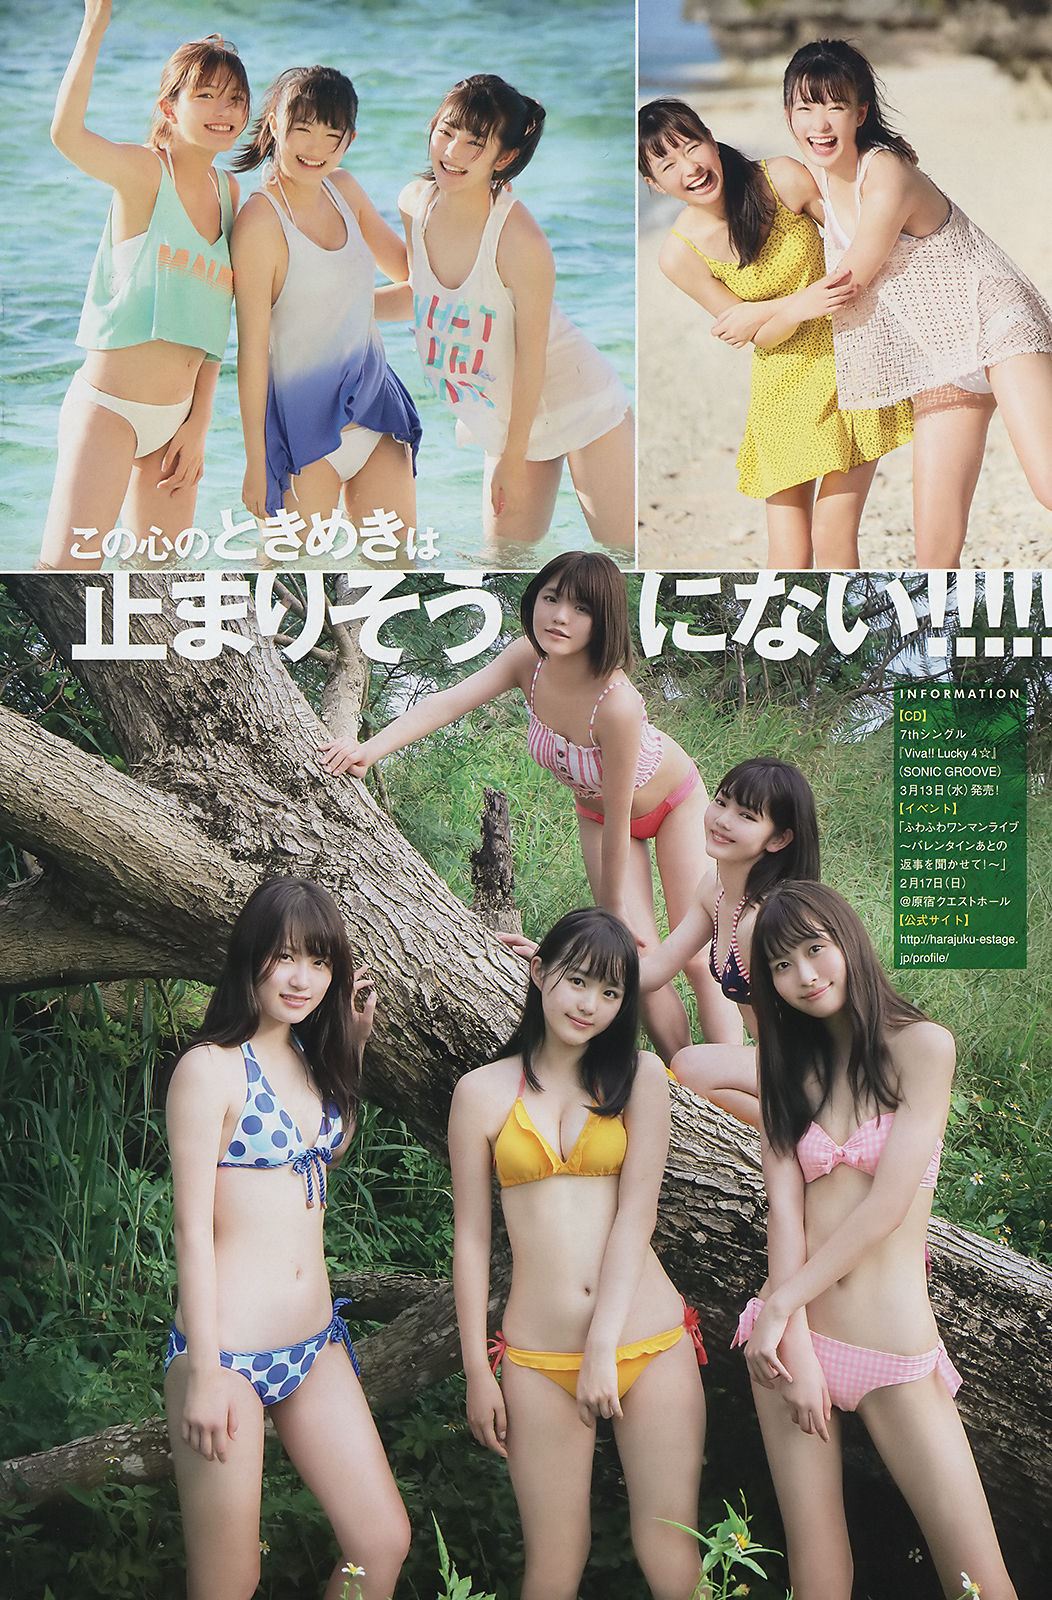 MALIB
WHAT
GIRL
この心のときめきは
止まりそうにない!!!!!
INFORMATION
【CD】
7thシングル
『Viva!! Lucky 4☆』
(SONIC GROOVE)
3月13日(水)発売!
【イベント】
「ふわふわワンマンライブ
～バレンタインあとの
返事を聞かせて!～」
2月17日(日)
@原宿クエストホール
【公式サイト】
http://harajuku-estage.
jp/profile/